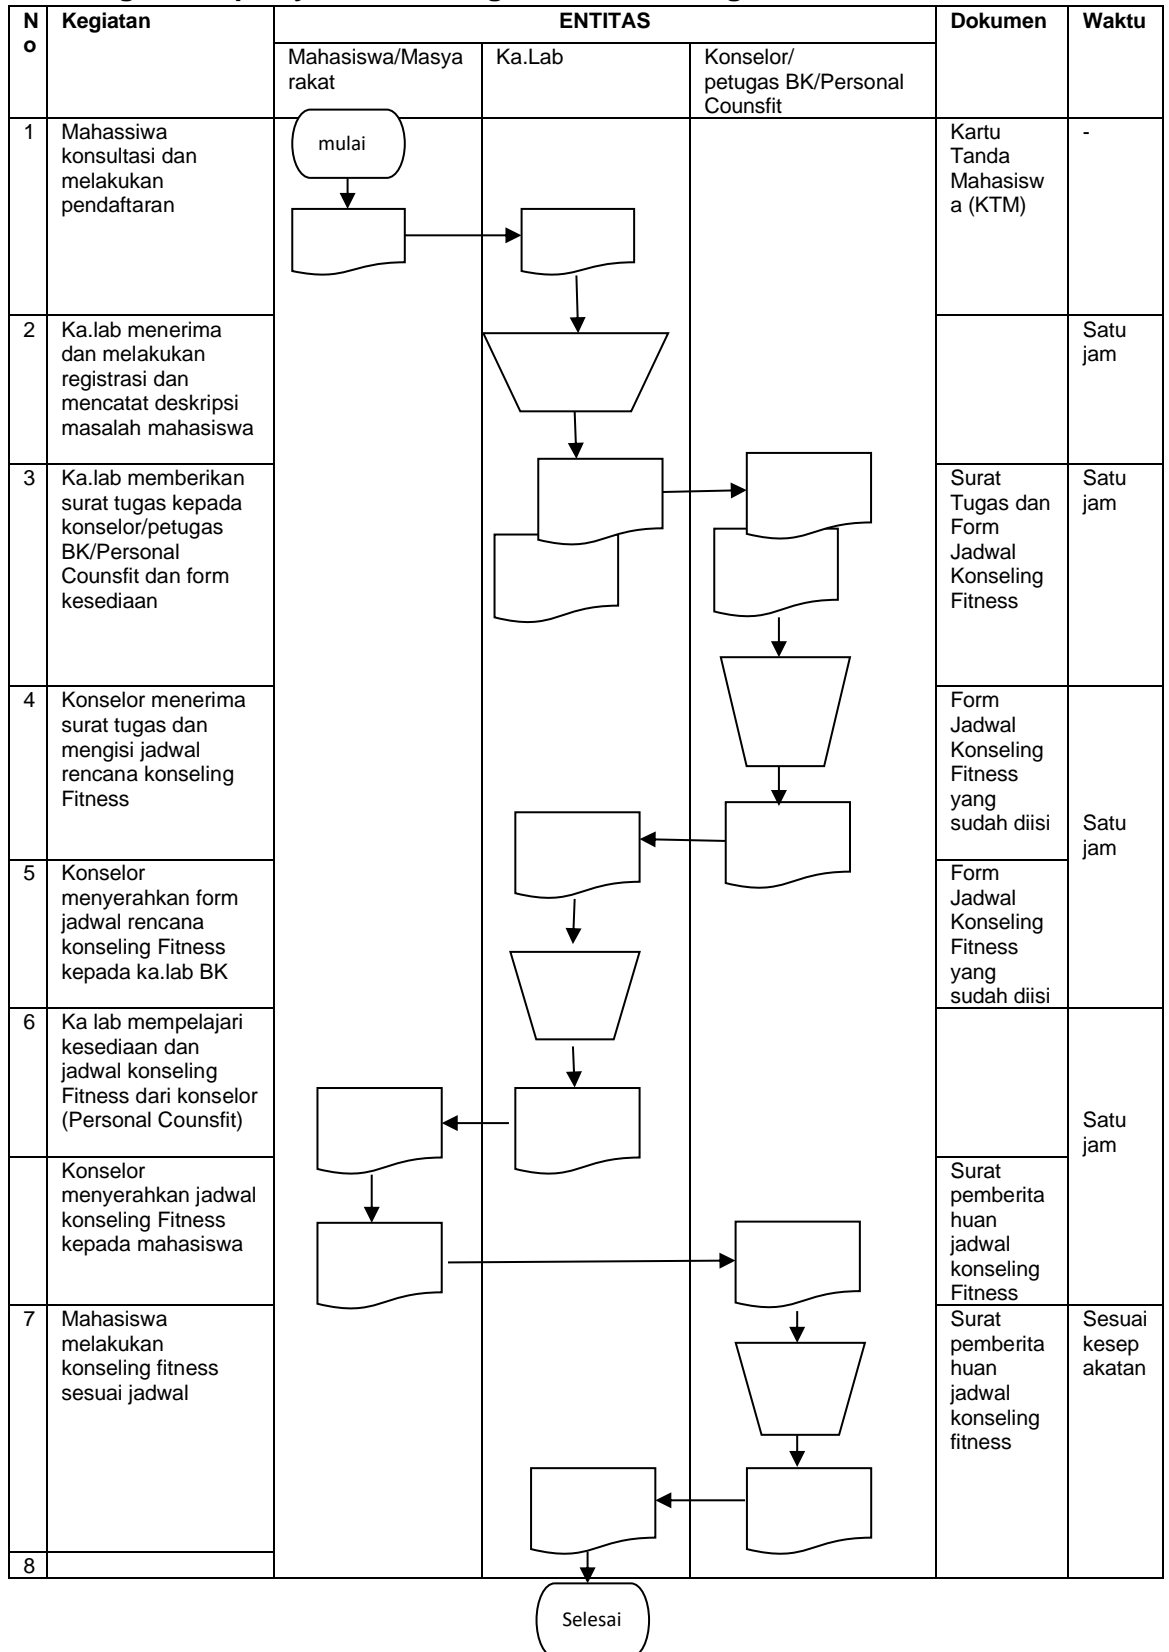 N
o
Kegiatan
ENTITAS
Dokumen
Waktu
Mahasiswa/Masya
rakat
Ka.Lab
Konselor/
petugas BK/Personal
Counsfit
1
Mahassiwa
konsultasi dan
melakukan
pendaftaran
mulai
Kartu
Tanda
Mahasisw
a (KTM)
-
2
Ka.lab menerima
dan melakukan
registrasi dan
mencatat deskripsi
masalah mahasiswa
Satu
jam
3
Ka.lab memberikan
surat tugas kepada
konselor/petugas
BK/Personal
Counsfit dan form
kesediaan
Surat
Tugas dan
Form
Jadwal
Konseling
Fitness
Satu
jam
4
Konselor menerima
surat tugas dan
mengisi jadwal
rencana konseling
Fitness
Form
Jadwal
Konseling
Fitness
yang
sudah diisi
Satu
jam
5
Konselor
menyerahkan form
jadwal rencana
konseling Fitness
kepada ka.lab BK
Form
Jadwal
Konseling
Fitness
yang
sudah diisi
6
Ka lab mempelajari
kesediaan dan
jadwal konseling
Fitness dari konselor
(Personal Counsfit)
Satu
jam
Konselor
menyerahkan jadwal
konseling Fitness
kepada mahasiswa
Surat
pemberita
huan
jadwal
konseling
Fitness
7
Mahasiswa
melakukan
konseling fitness
sesuai jadwal
Surat
pemberita
huan
jadwal
konseling
fitness
Sesuai
kesep
akatan
8
Selesai